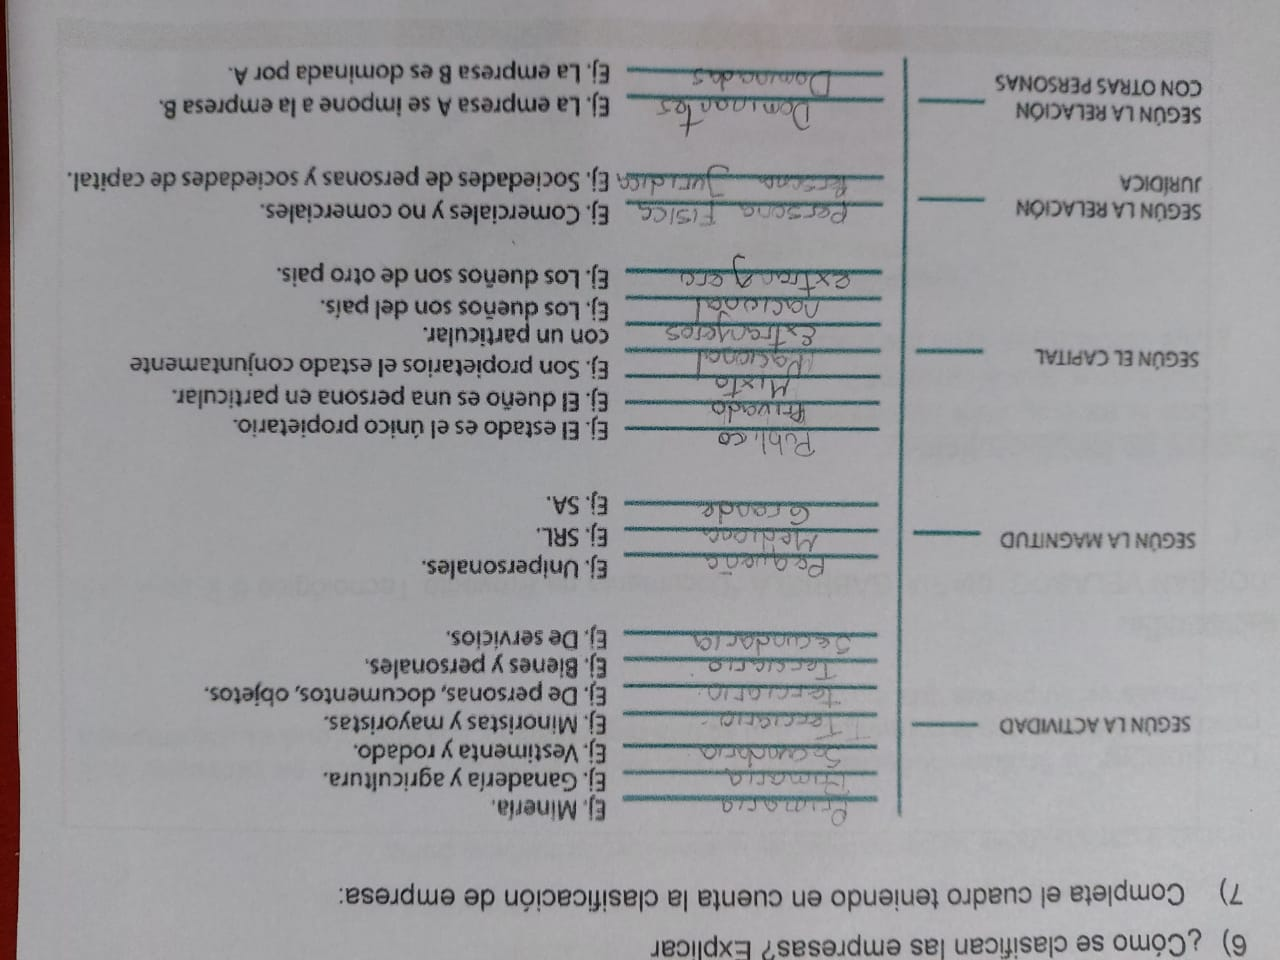 6) ¿Cómo se clasifican las empresas? Explicar
7) Completa el cuadro teniendo en cuenta la clasificación de empresa:
SEGÚN LA ACTIVIDAD
Primaria Ej. Minería.
Primaria Ej. Ganadería y agricultura.
Secundaria Ej. Vestimenta y rodado.
Terciario Ej. Minoristas y mayoristas.
terciario Ej. De personas, documentos, objetos.
Terciario Ej. Bienes y personales.
Secundaria Ej. De servicios.
SEGÚN LA MAGNITUD
Pequeña Ej. Unipersonales.
Mediana Ej. SRL.
Grande Ej. SA.
SEGÚN EL CAPITAL
Publico Ej. El estado es el único propietario.
Privado Ej. El dueño es una persona en particular.
Mixto Ej. Son propietarios el estado conjuntamente
Nacional con un particular.
extranjeros
nacional Ej. Los dueños son del país.
extrangera Ej. Los dueños son de otro país.
SEGÚN LA RELACIÓN
JURÍDICA
Persona Fisica Ej. Comerciales y no comerciales.
Persona Juridica Ej. Sociedades de personas y sociedades de capital.
SEGÚN LA RELACIÓN
CON OTRAS PERSONAS
Dominantes Ej. La empresa A se impone a la empresa B.
Dominadas Ej. La empresa B es dominada por A.